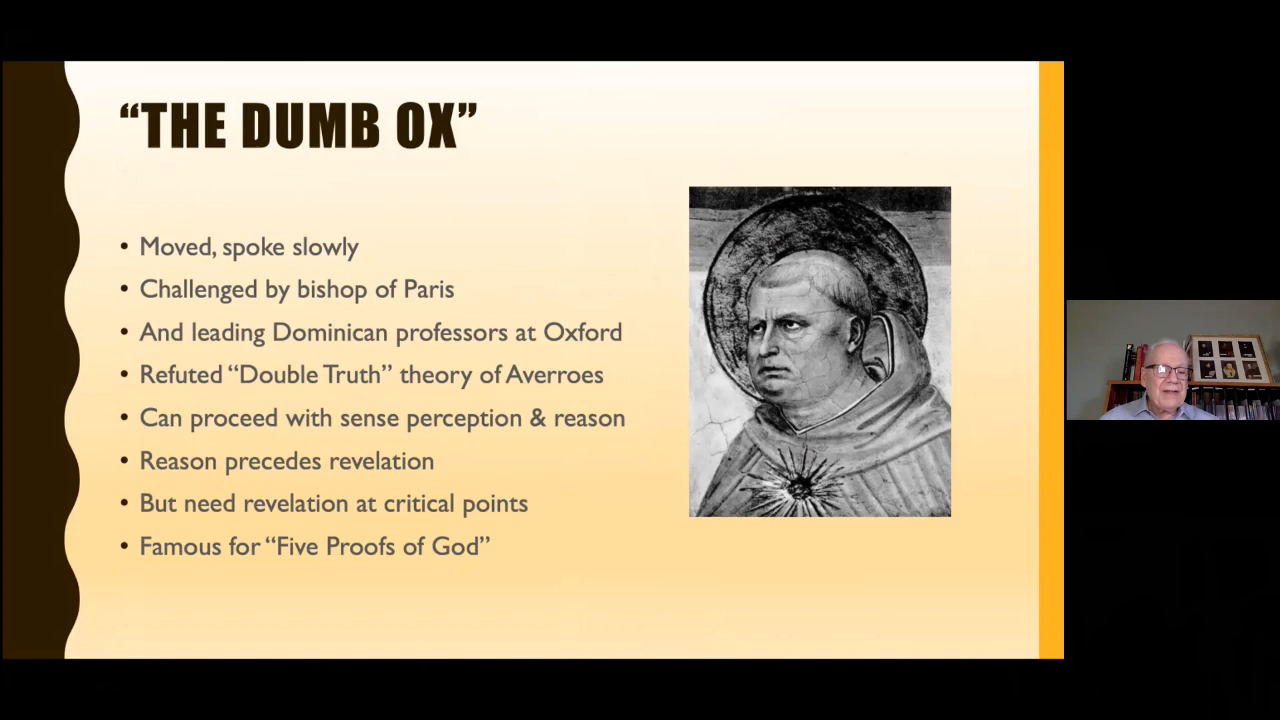 “THE DUMB OX”
• Moved, spoke slowly
• Challenged by bishop of Paris
• And leading Dominican professors at Oxford
• Refuted “Double Truth” theory of Averroes
• Can proceed with sense perception & reason
• Reason precedes revelation
• But need revelation at critical points
• Famous for “Five Proofs of God”